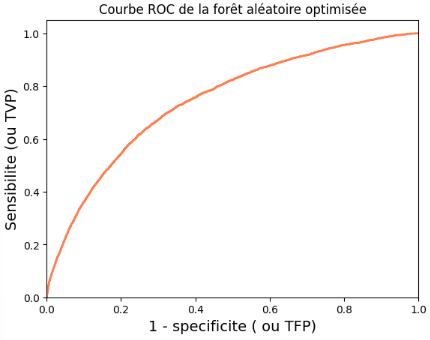 Courbe ROC de la forêt aléatoire optimisée
1.0
0.8
0.6
0.4
0.2
0.0
Sensibilite (ou TVP)
0.0 0.2 0.4 0.6 0.8 1.0
1 - specificite ( ou TFP)